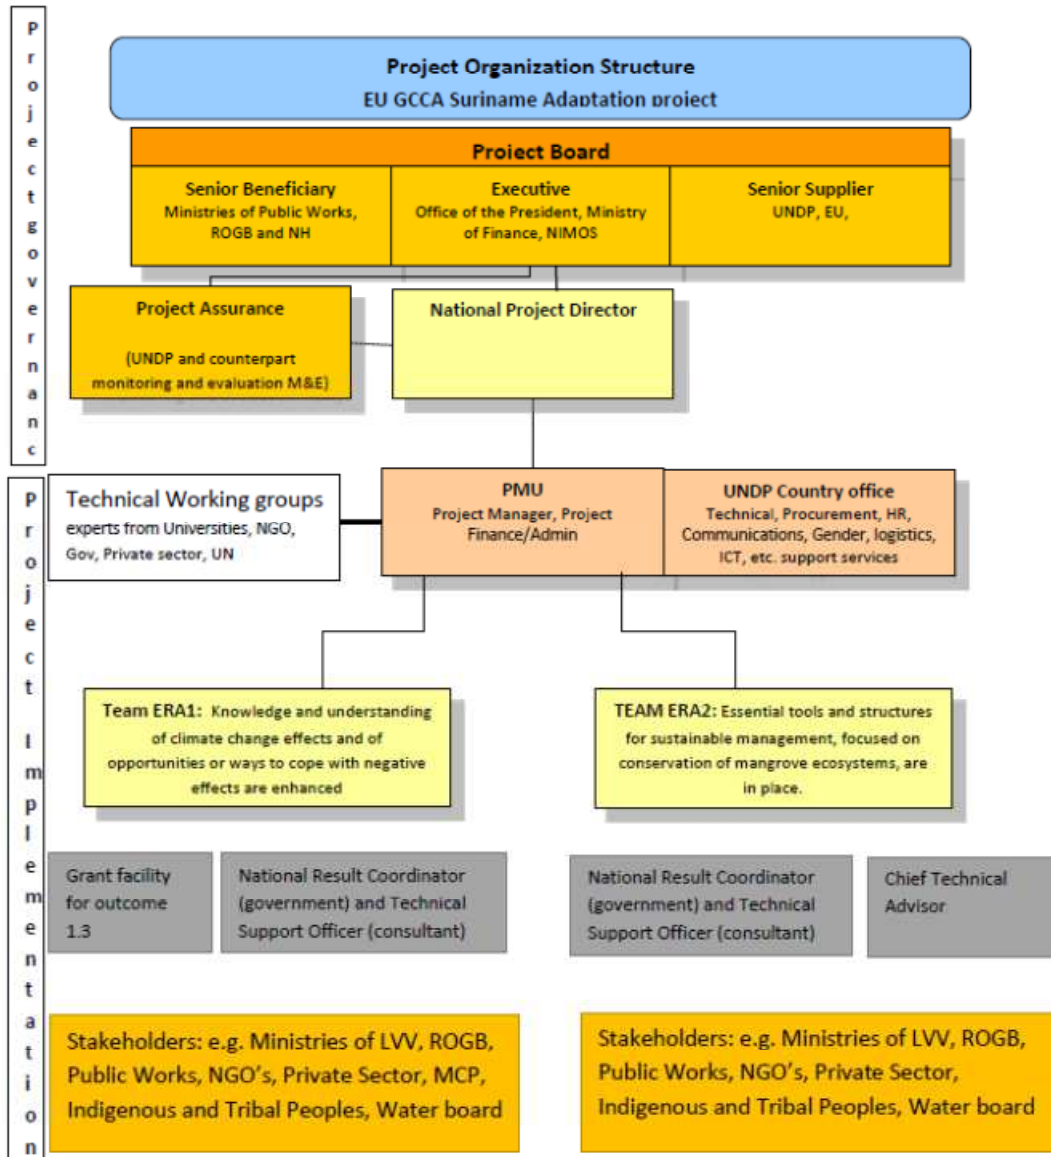 Project governanc
Project Organization Structure
EU GCCA Suriname Adaptation project
Project Board
Senior Beneficiary
Ministries of Public Works,
ROGB and NH
Executive
Office of the President, Ministry
of Finance, NIMOS
Senior Supplier
UNDP, EU,
Project Assurance
(UNDP and counterpart
monitoring and evaluation M&E)
National Project Director
Project Implementation
Technical Working groups
experts from Universities, NGO,
Gov, Private sector, UN
PMU
Project Manager, Project
Finance/Admin
UNDP Country office
Technical, Procurement, HR,
Communications, Gender, logistics,
ICT, etc. support services
Team ERA1: Knowledge and understanding
of climate change effects and of
opportunities or ways to cope with negative
effects are enhanced
TEAM ERA2: Essential tools and structures
for sustainable management, focused on
conservation of mangrove ecosystems, are
in place.
Grant facility
for outcome
1.3
National Result Coordinator
(government) and Technical
Support Officer (consultant)
National Result Coordinator
(government) and Technical
Support Officer (consultant)
Chief Technical
Advisor
Stakeholders: e.g. Ministries of LVV, ROGB,
Public Works, NGO's, Private Sector, MCP,
Indigenous and Tribal Peoples, Water board
Stakeholders: e.g. Ministries of LVV, ROGB,
Public Works, NGO's, Private Sector,
Indigenous and Tribal Peoples, Water board